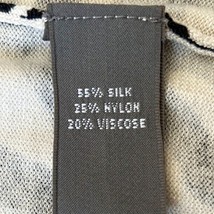 55% SILK
25% NYLON
20% VISCOSE